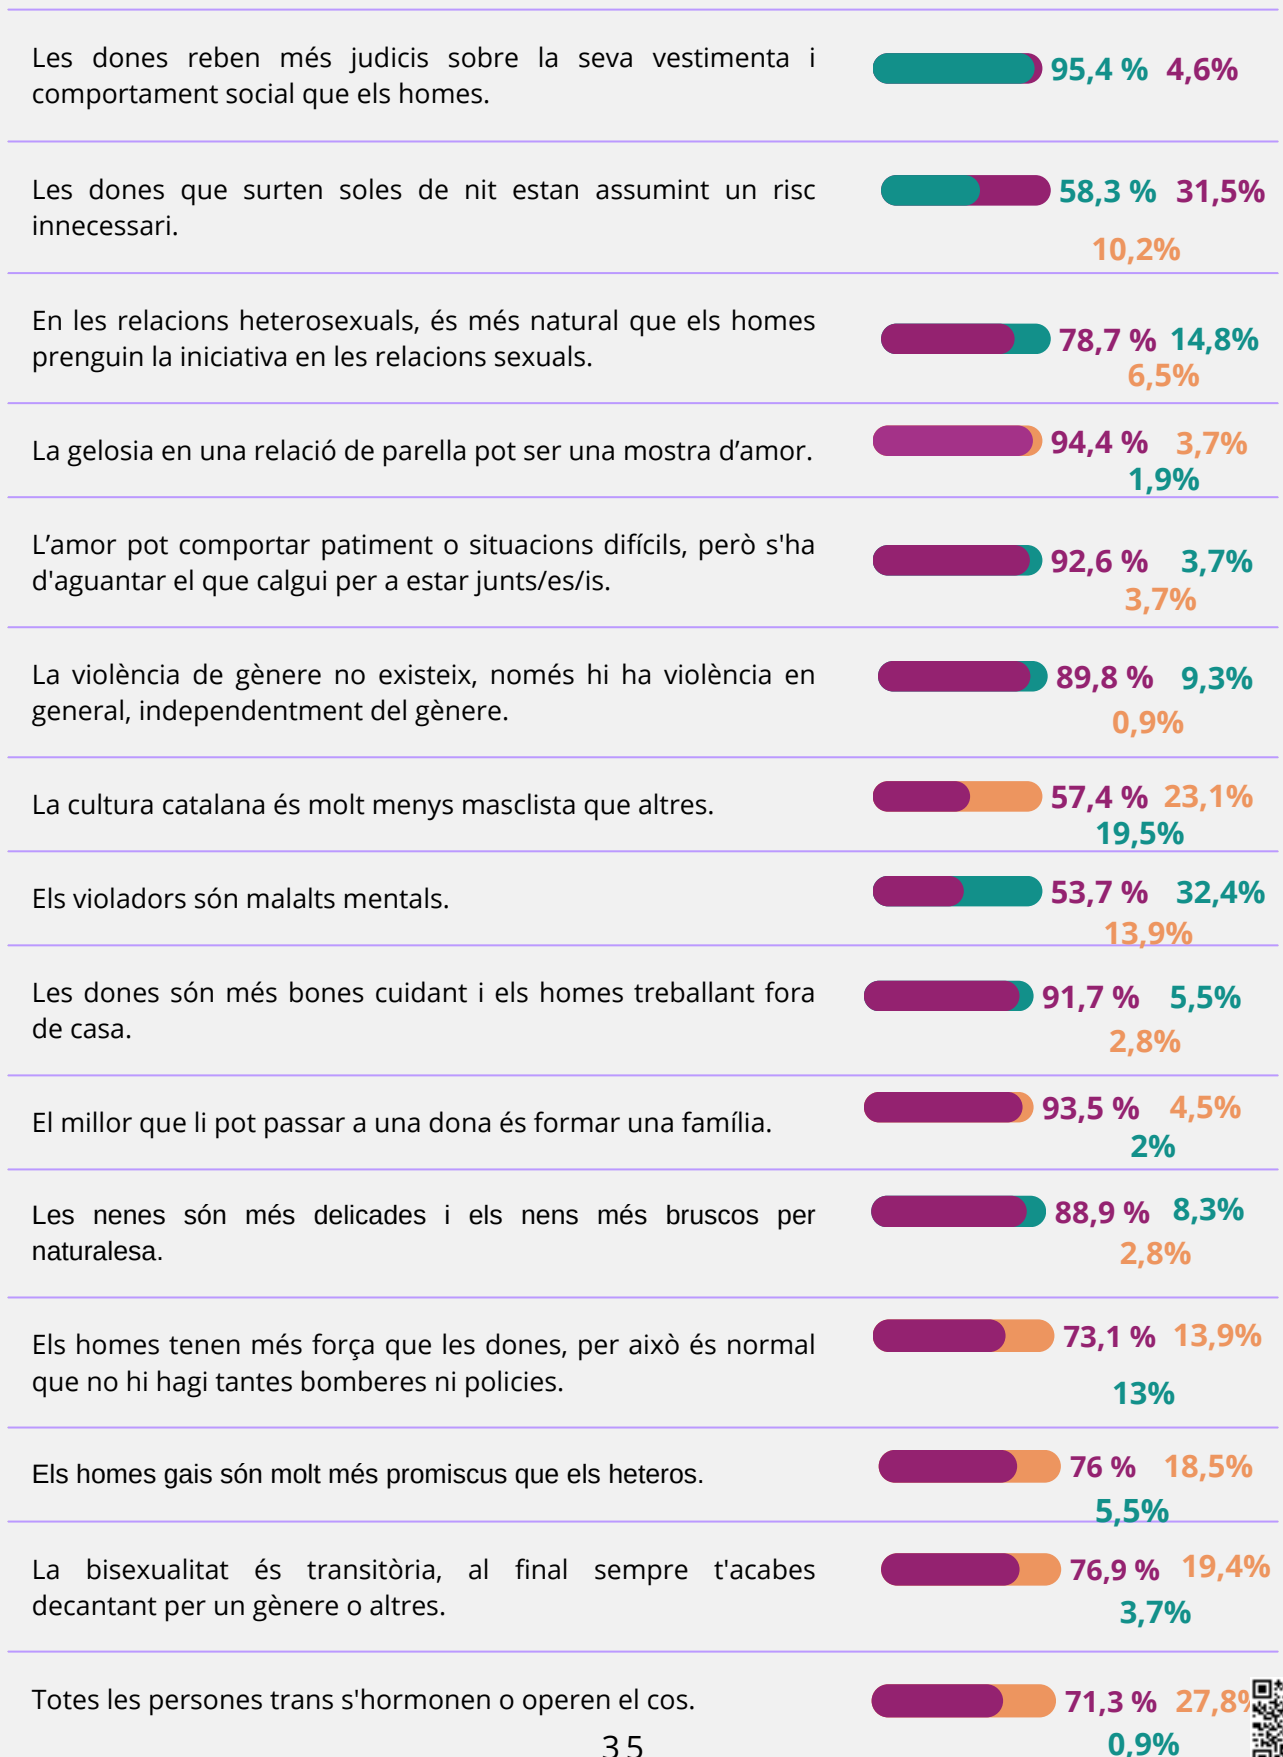 Les dones reben més judicis sobre la seva vestimenta i
comportament social que els homes.
95,4 % 4,6%
Les dones que surten soles de nit estan assumint un risc
innecessari.
58,3 % 31,5%
10,2%
En les relacions heterosexuals, és més natural que els homes
prenguin la iniciativa en les relacions sexuals.
78,7 % 14,8%
6,5%
La gelosia en una relació de parella pot ser una mostra d’amor.
94,4 % 3,7%
1,9%
L’amor pot comportar patiment o situacions difícils, però s'ha
d'aguantar el que calgui per a estar junts/es/is.
92,6 % 3,7%
3,7%
La violència de gènere no existeix, només hi ha violència en
general, independentment del gènere.
89,8 % 9,3%
0,9%
La cultura catalana és molt menys masclista que altres.
57,4 % 23,1%
19,5%
Els violadors són malalts mentals.
53,7 % 32,4%
13,9%
Les dones són més bones cuidant i els homes treballant fora
de casa.
91,7 % 5,5%
2,8%
El millor que li pot passar a una dona és formar una família.
93,5 % 4,5%
2%
Les nenes són més delicades i els nens més bruscos per
naturalesa.
88,9 % 8,3%
2,8%
Els homes tenen més força que les dones, per això és normal
que no hi hagi tantes bomberes ni policies.
73,1 % 13,9%
13%
Els homes gais són molt més promiscus que els heteros.
76 % 18,5%
5,5%
La bisexualitat és transitòria, al final sempre t'acabes
decantant per un gènere o altres.
76,9 % 19,4%
3,7%
Totes les persones trans s'hormonen o operen el cos.
71,3 % 27,8%
0,9%
35